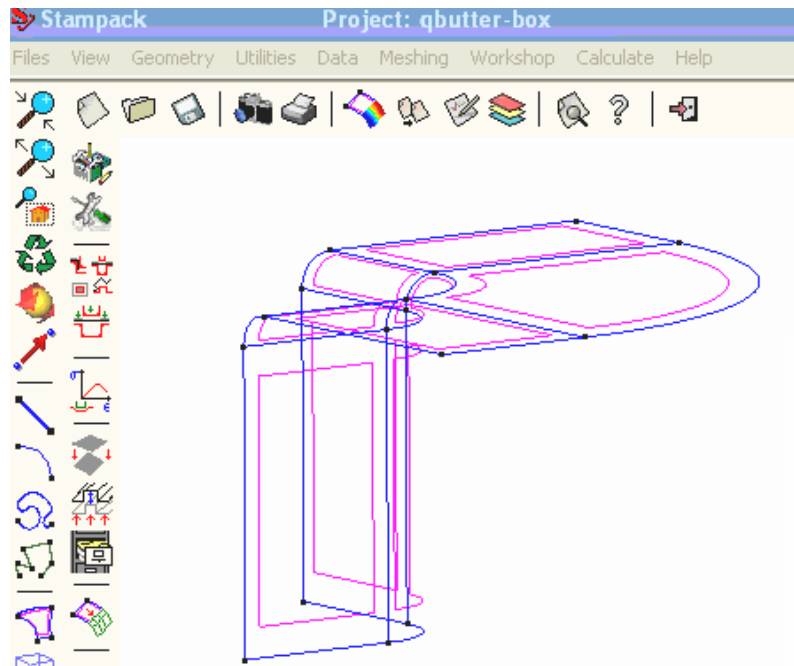 Stampack Project: qbutter-box
Files View Geometry Utilities Data Meshing Workshop Calculate Help